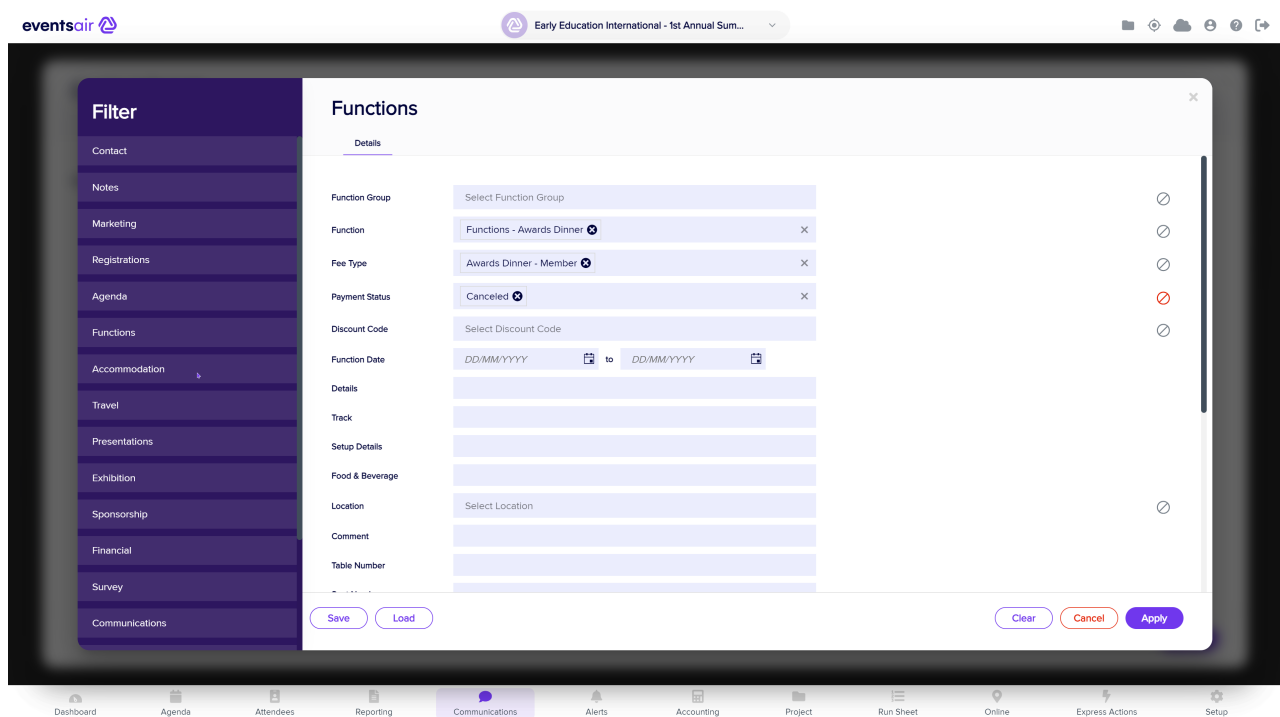 eventsair
Early Education International - 1st Annual Sum...
Filter
Contact
Notes
Marketing
Registrations
Agenda
Functions
Accommodation
Travel
Presentations
Exhibition
Sponsorship
Financial
Survey
Communications
Functions
Details
Function Group Select Function Group
Function Functions - Awards Dinner
Fee Type Awards Dinner - Member
Payment Status Canceled
Discount Code Select Discount Code
Function Date DD/MM/YYYY to DD/MM/YYYY
Details
Track
Setup Details
Food & Beverage
Location Select Location
Comment
Table Number
Save Load Clear Cancel Apply
Dashboard Agenda Attendees Reporting Communications Alerts Accounting Project Run Sheet Online Express Actions Setup